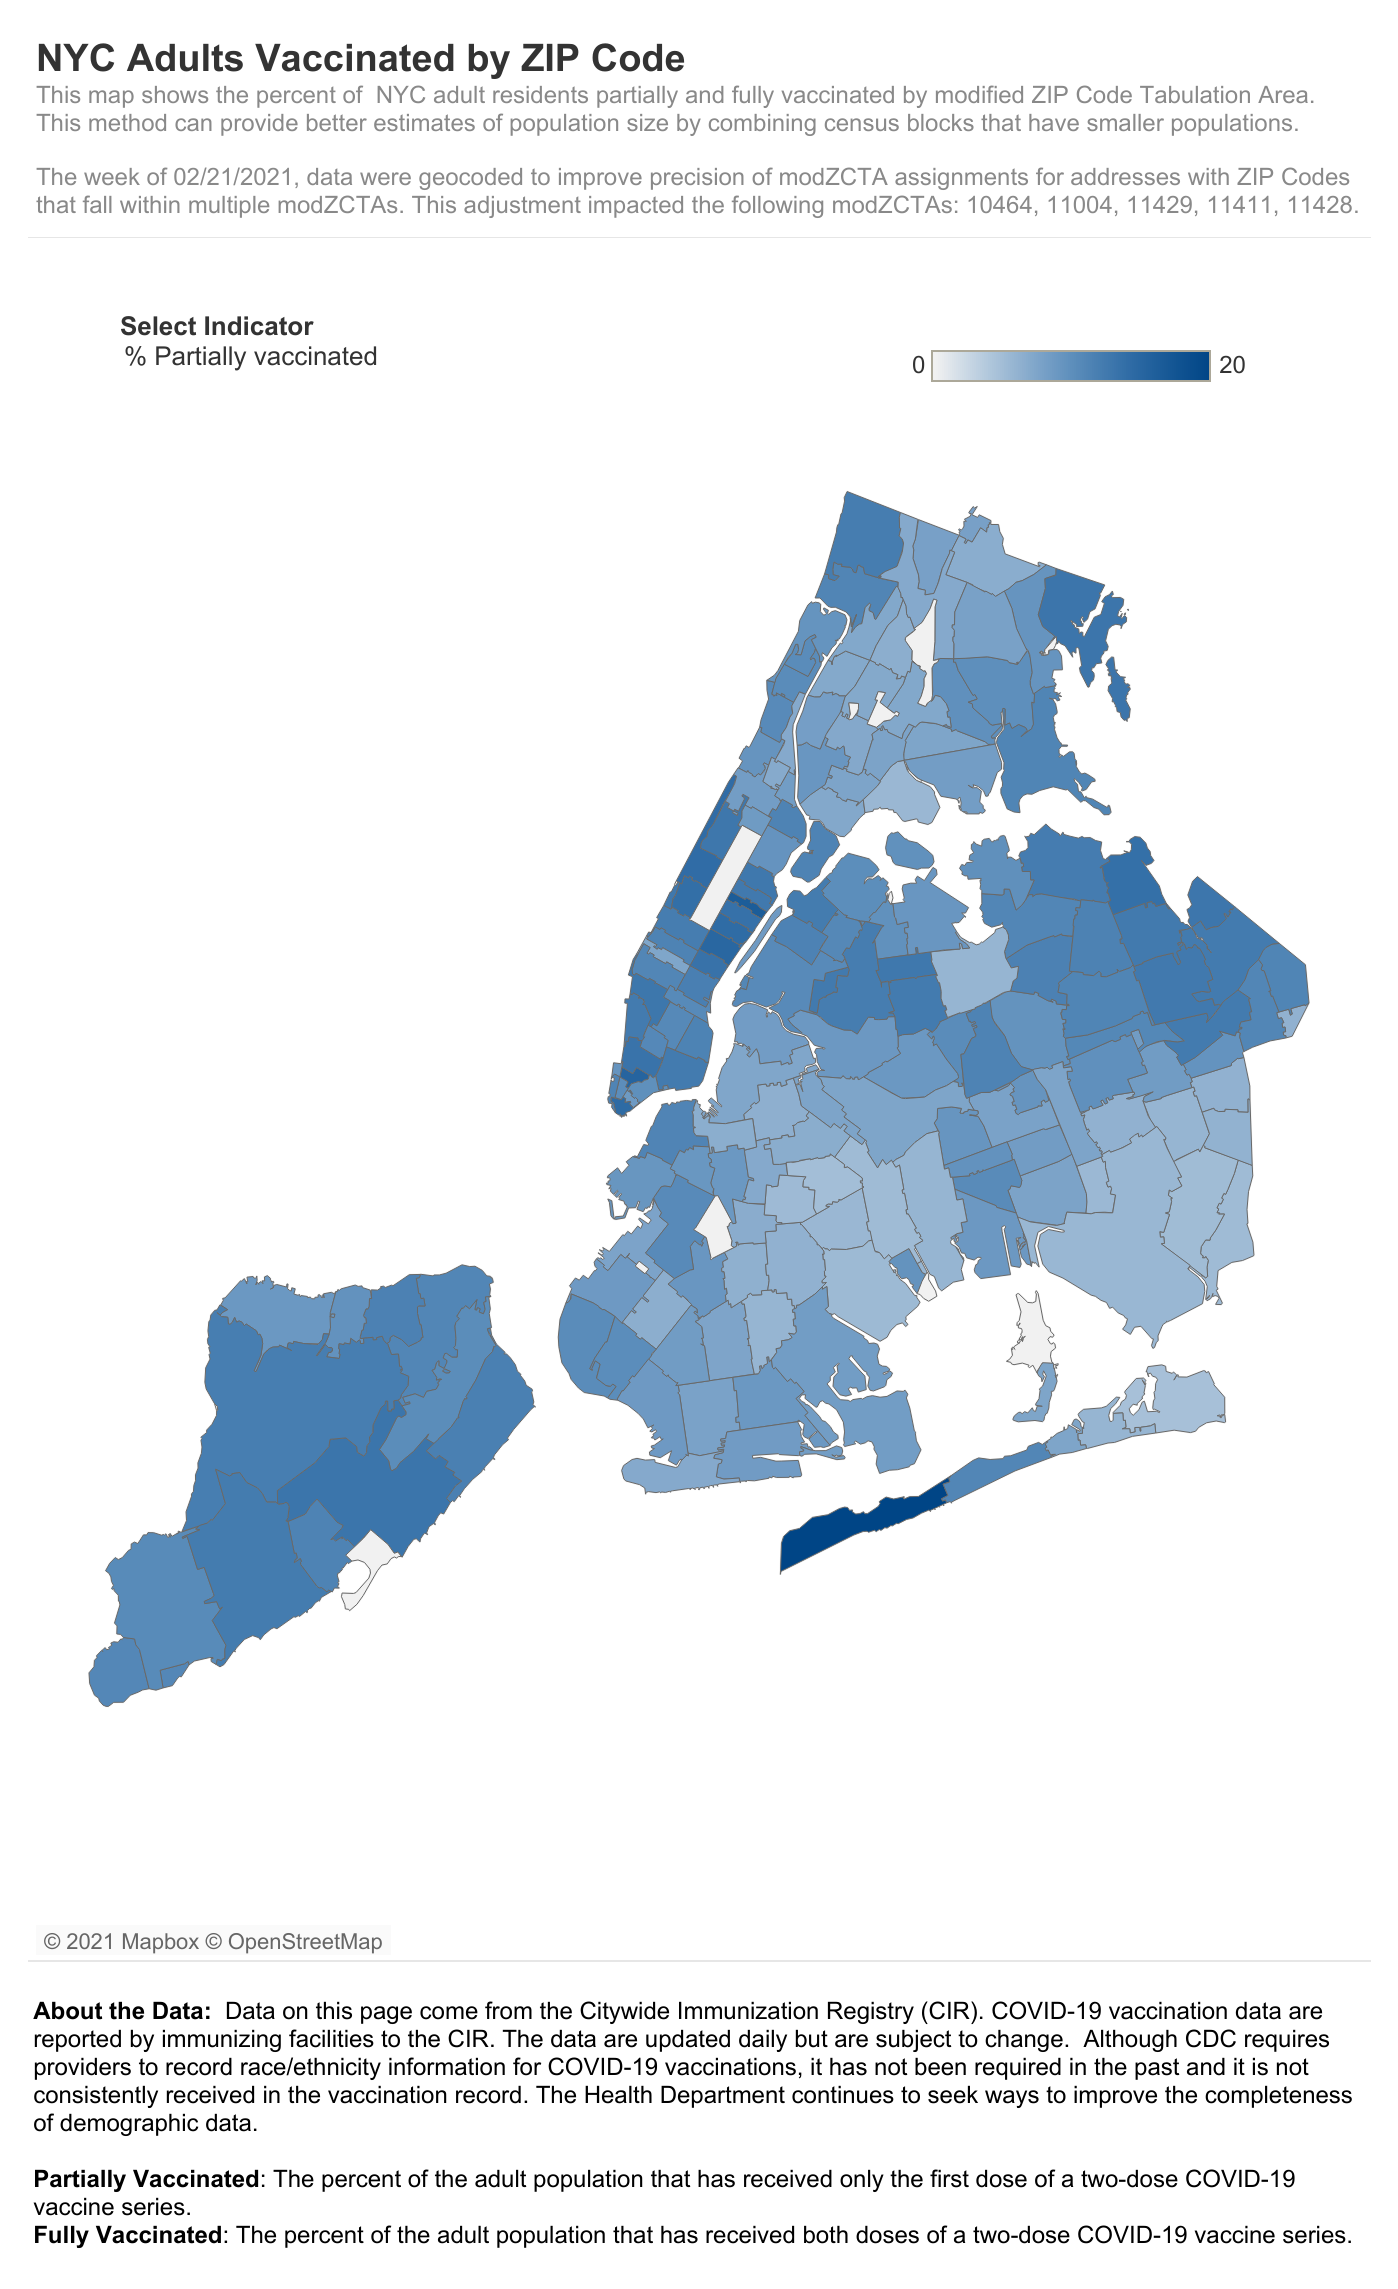 NYC Adults Vaccinated by ZIP Code
This map shows the percent of  NYC adult residents partially and fully vaccinated by modified ZIP Code Tabulation Area.
This method can provide better estimates of population size by combining census blocks that have smaller populations.
The week of 02/21/2021, data were geocoded to improve precision of modZCTA assignments for addresses with ZIP Codes
that fall within multiple modZCTAs. This adjustment impacted the following modZCTAs: 10464, 11004, 11429, 11411, 11428.
Select Indicator
% Partially vaccinated
0 20
© 2021 Mapbox © OpenStreetMap
About the Data:  Data on this page come from the Citywide Immunization Registry (CIR). COVID-19 vaccination data are
reported by immunizing facilities to the CIR. The data are updated daily but are subject to change.  Although CDC requires
providers to record race/ethnicity information for COVID-19 vaccinations, it has not been required in the past and it is not
consistently received in the vaccination record. The Health Department continues to seek ways to improve the completeness
of demographic data.
Partially Vaccinated: The percent of the adult population that has received only the first dose of a two-dose COVID-19
vaccine series.
Fully Vaccinated: The percent of the adult population that has received both doses of a two-dose COVID-19 vaccine series.